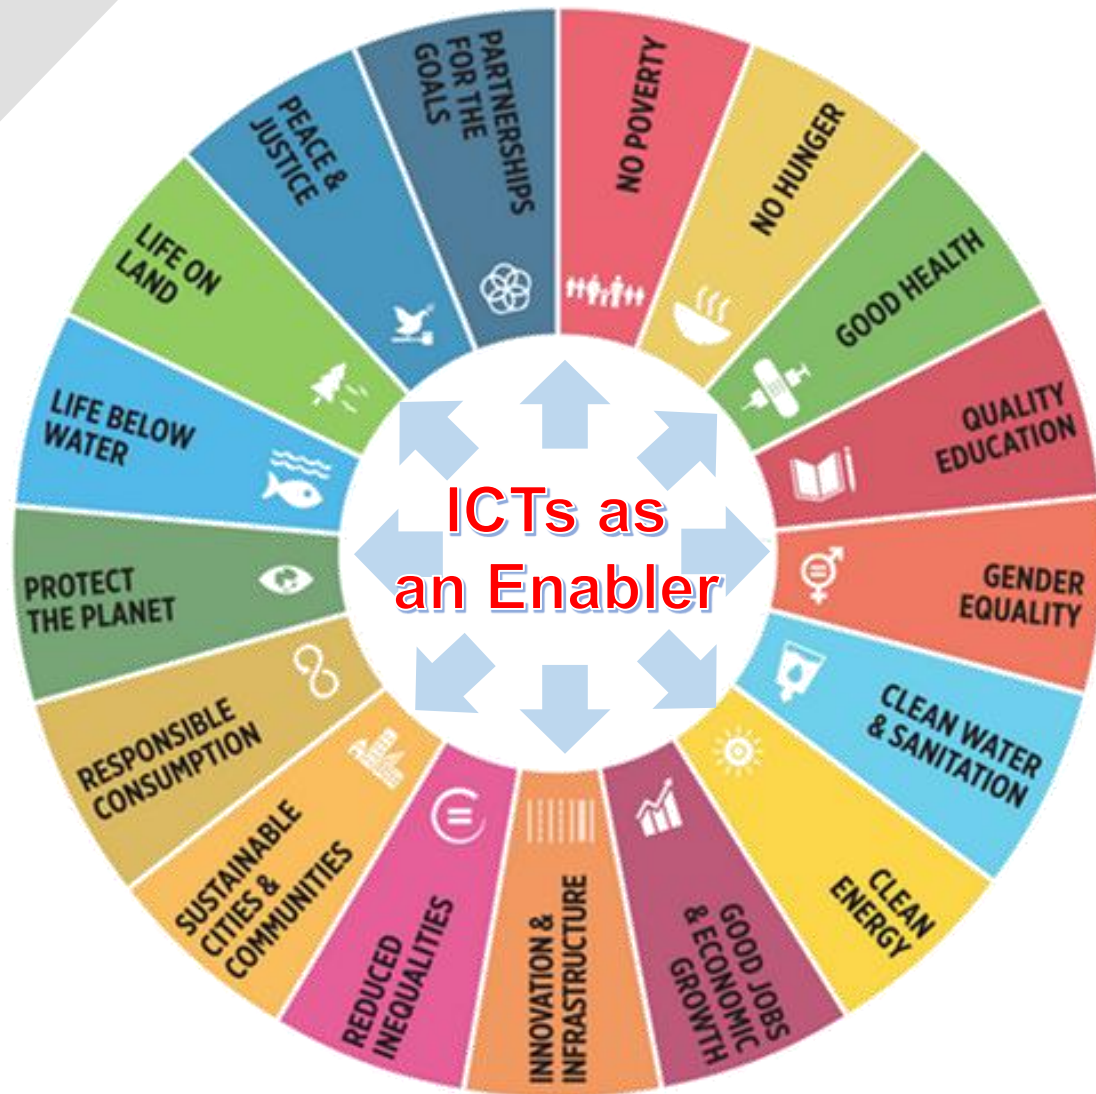 NO POVERTY
NO HUNGER
GOOD HEALTH
QUALITY
EDUCATION
GENDER
EQUALITY
CLEAN WATER
& SANITATION
CLEAN
ENERGY
GOOD JOBS
& ECONOMIC
GROWTH
INNOVATION &
INFRASTRUCTURE
REDUCED
INEQUALITIES
SUSTAINABLE
CITIES &
COMMUNITIES
RESPONSIBLE
CONSUMPTION
PROTECT
THE PLANET
LIFE BELOW
WATER
LIFE ON
LAND
PEACE &
JUSTICE
PARTNERSHIPS
FOR THE
GOALS
ICTs as
an Enabler